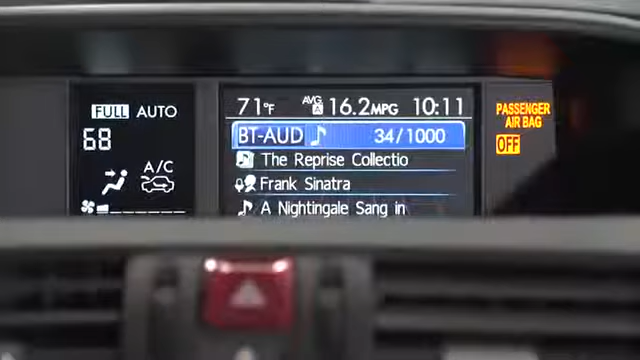 FULL AUTO
68
A/C
71°F AVG A 16.2MPG 10:11
BT-AUD 34/1000
The Reprise Collectio
Frank Sinatra
A Nightingale Sang in
PASSENGER
AIR BAG
OFF